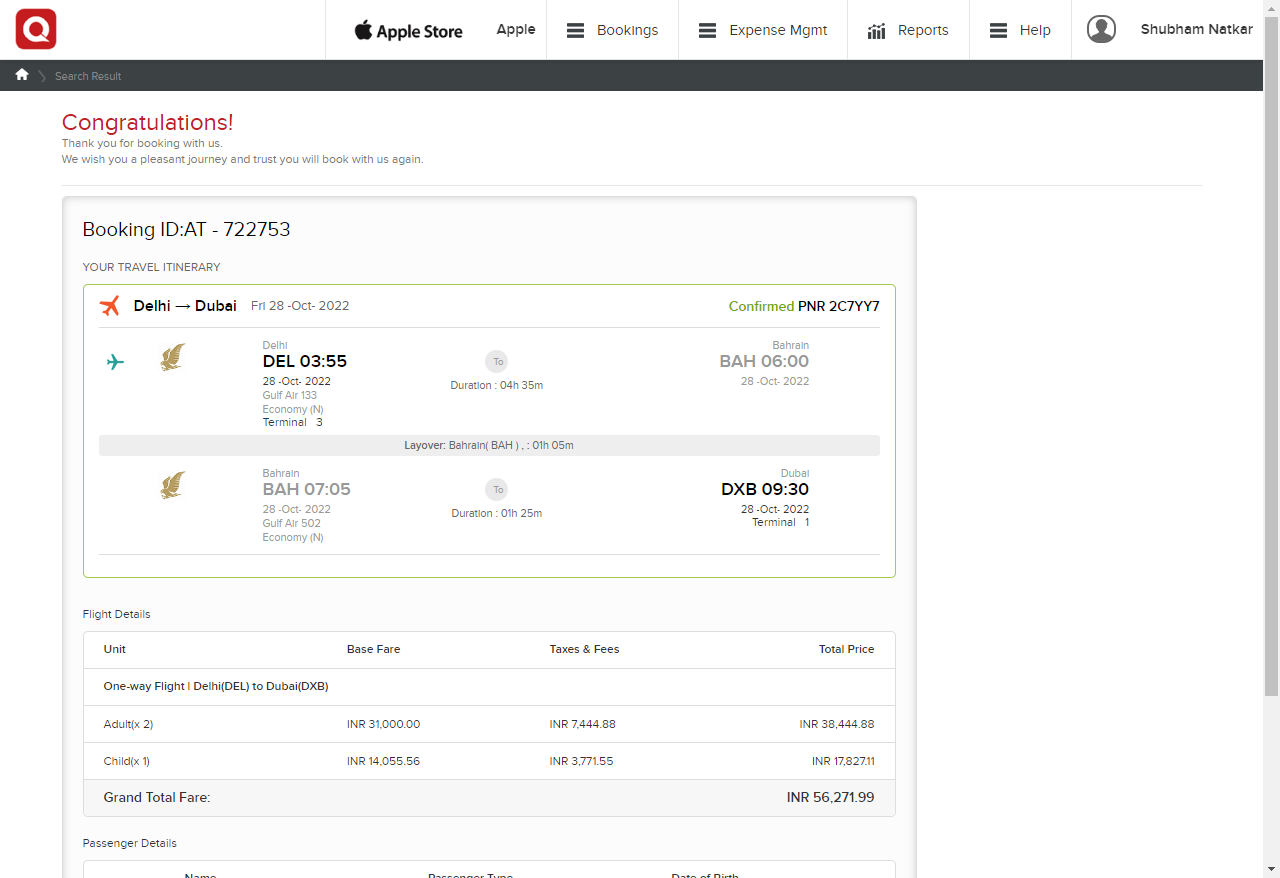 Apple Store
Apple
Bookings
Expense Mgmt
Reports
Help
Shubham Natkar
Search Result
Congratulations!
Thank you for booking with us.
We wish you a pleasant journey and trust you will book with us again.
Booking ID:AT - 722753
YOUR TRAVEL ITINERARY
Delhi → Dubai Fri 28 -Oct- 2022 Confirmed PNR 2C7YY7
Delhi Bahrain
DEL 03:55 To BAH 06:00
28 -Oct- 2022 Duration : 04h 35m 28 -Oct- 2022
Gulf Air 133
Economy (N)
Terminal 3
Layover: Bahrain( BAH ) , : 01h 05m
Bahrain Dubai
BAH 07:05 To DXB 09:30
28 -Oct- 2022 Duration : 01h 25m 28 -Oct- 2022
Gulf Air 502 Terminal 1
Economy (N)
Flight Details
Unit Base Fare Taxes & Fees Total Price
One-way Flight | Delhi(DEL) to Dubai(DXB)
Adult(x 2) INR 31,000.00 INR 7,444.88 INR 38,444.88
Child(x 1) INR 14,055.56 INR 3,771.55 INR 17,827.11
Grand Total Fare: INR 56,271.99
Passenger Details
Name Passenger Type Date of Birth